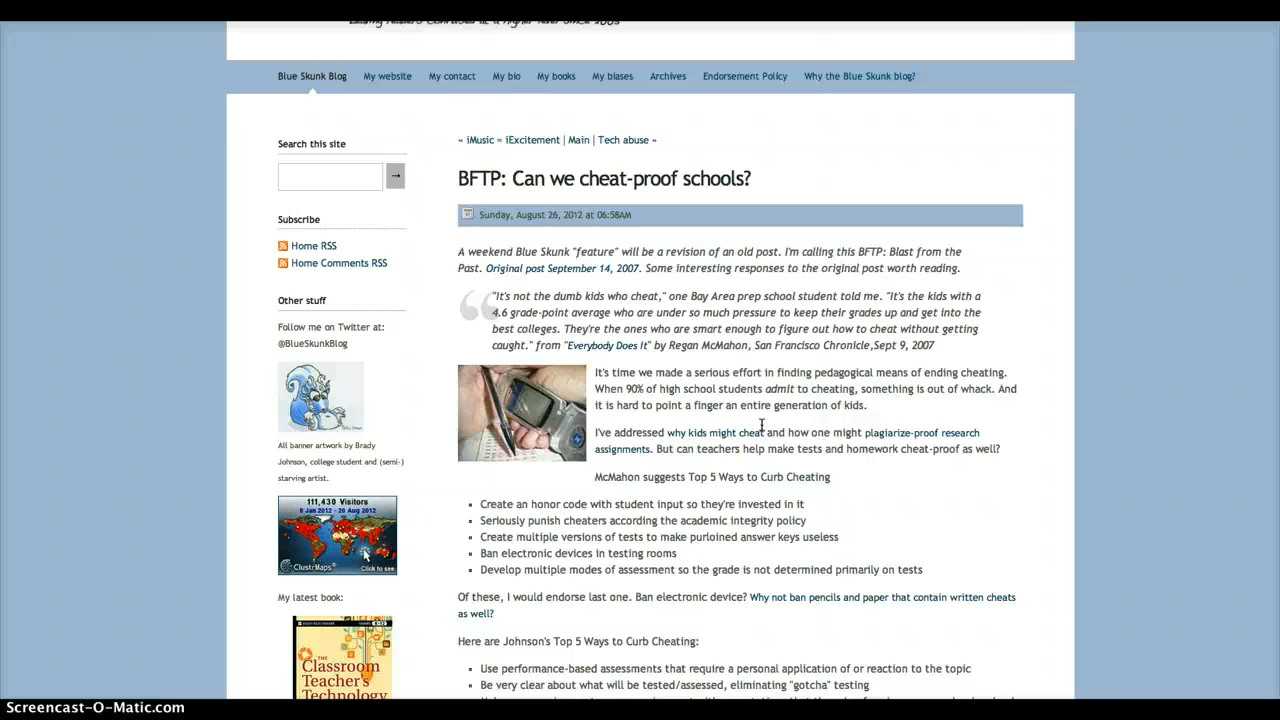 Leading readers confused at a higher level since 2005
Blue Skunk Blog My website My contact My bio My books My biases Archives Endorsement Policy Why the Blue Skunk blog?
Search this site
→
Subscribe
Home RSS
Home Comments RSS
Other stuff
Follow me on Twitter at:
@BlueSkunkBlog
All banner artwork by Brady
Johnson, college student and (semi-)
starving artist.
111,430 Visitors
8 Jan 2012 - 20 Aug 2012
ClustrMaps® Click to see
My latest book:
THE
Classroom
Teacher's
Technology
« iMusic = iExcitement | Main | Tech abuse »
BFTP: Can we cheat-proof schools?
Sunday, August 26, 2012 at 06:58AM
A weekend Blue Skunk "feature" will be a revision of an old post. I'm calling this BFTP: Blast from the
Past. Original post September 14, 2007. Some interesting responses to the original post worth reading.
"It's not the dumb kids who cheat," one Bay Area prep school student told me. "It's the kids with a
4.6 grade-point average who are under so much pressure to keep their grades up and get into the
best colleges. They're the ones who are smart enough to figure out how to cheat without getting
caught." from "Everybody Does It" by Regan McMahon, San Francisco Chronicle,Sept 9, 2007
It's time we made a serious effort in finding pedagogical means of ending cheating.
When 90% of high school students admit to cheating, something is out of whack. And
it is hard to point a finger an entire generation of kids.
I've addressed why kids might cheat and how one might plagiarize-proof research
assignments. But can teachers help make tests and homework cheat-proof as well?
McMahon suggests Top 5 Ways to Curb Cheating
Create an honor code with student input so they're invested in it
Seriously punish cheaters according the academic integrity policy
Create multiple versions of tests to make purloined answer keys useless
Ban electronic devices in testing rooms
Develop multiple modes of assessment so the grade is not determined primarily on tests
Of these, I would endorse last one. Ban electronic device? Why not ban pencils and paper that contain written cheats
as well?
Here are Johnson's Top 5 Ways to Curb Cheating:
Use performance-based assessments that require a personal application of or reaction to the topic
Be very clear about what will be tested/assessed, eliminating "gotcha" testing
Screencast-O-Matic.com